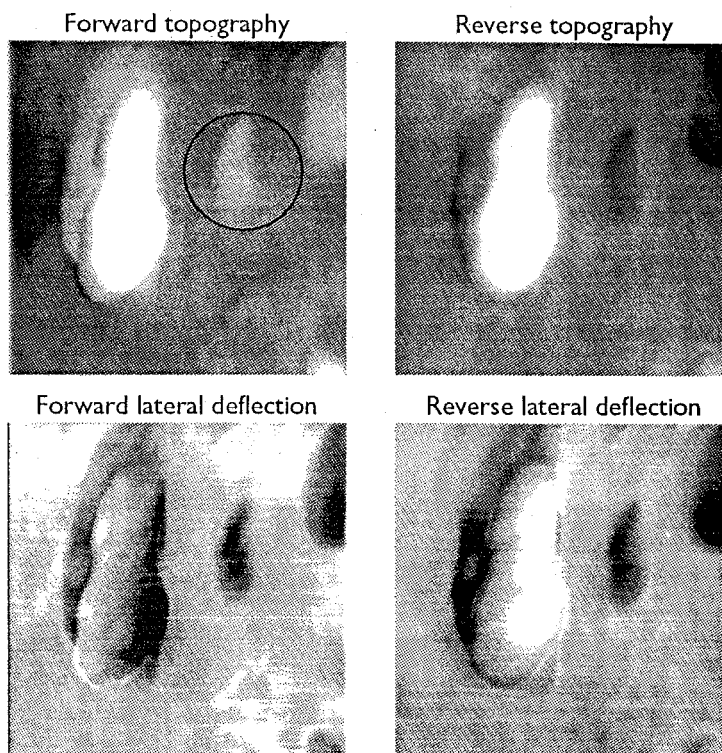 Forward topography
Reverse topography
Forward lateral deflection
Reverse lateral deflection